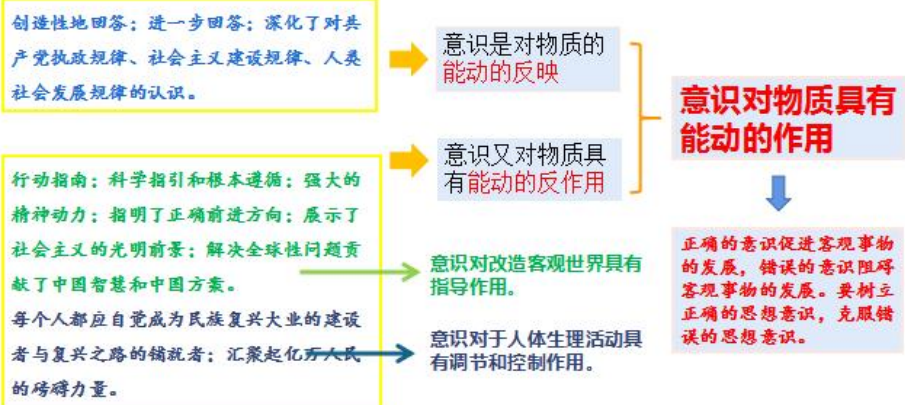 创造性地回答；进一步回答；深化了对共
产党执政规律、社会主义建设规律、人类
社会发展规律的认识。
意识是对物质的
能动的反映
意识对物质具有
能动的作用
意识又对物质具
有能动的反作用
行动指南；科学指引和根本遵循；强大的
精神动力；指明了正确前进方向；展示了
社会主义的光明前景；解决全球性问题贡
献了中国智慧和中国方案。
每个人都应自觉成为民族复兴大业的建设
者与复兴之路的铺就者；汇聚起亿万人民
的磅礴力量。
意识对改造客观世界具有
指导作用。
意识对于人体生理活动具
有调节和控制作用。
正确的意识促进客观事物
的发展，错误的意识阻碍
客观事物的发展。要树立
正确的思想意识，克服错
误的思想意识。